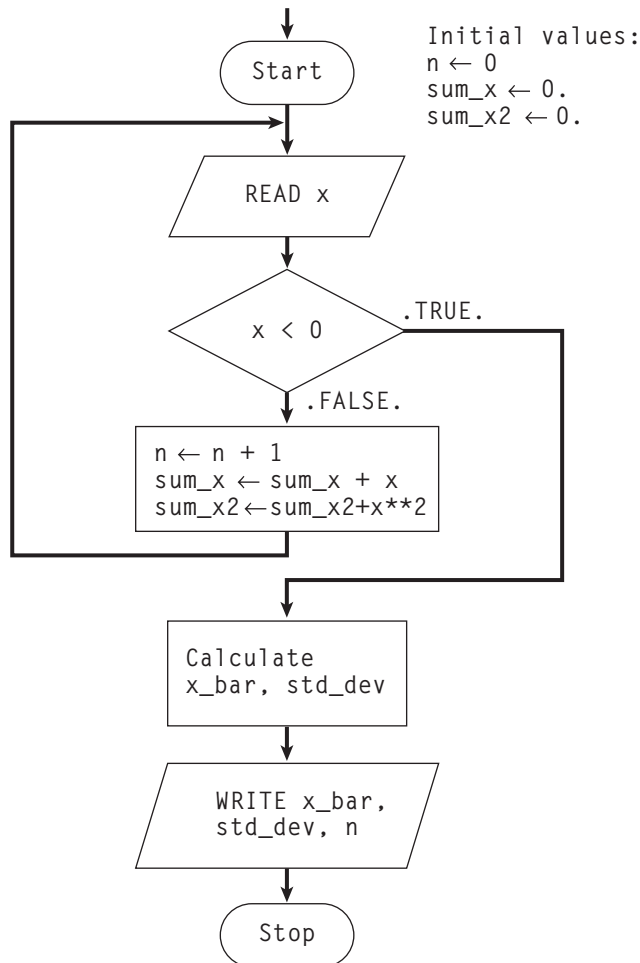 Initial values:
n ← 0
sum_x ← 0.
sum_x2 ← 0.
Start
READ x
x < 0
.TRUE.
.FALSE.
n ← n + 1
sum_x ← sum_x + x
sum_x2←sum_x2+x**2
Calculate
x_bar, std_dev
WRITE x_bar,
std_dev, n
Stop